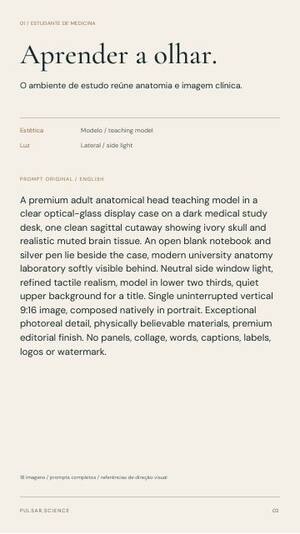 01 / ESTUDANTE DE MEDICINA
Aprender a olhar.
O ambiente de estudo reúne anatomia e imagem clínica.
Estética Modelo / teaching model
Luz Lateral / side light
PROMPT ORIGINAL / ENGLISH
A premium adult anatomical head teaching model in a
clear optical-glass display case on a dark medical study
desk, one clean sagittal cutaway showing ivory skull and
realistic muted brain tissue. An open blank notebook and
silver pen lie beside the case, modern university anatomy
laboratory softly visible behind. Neutral side window light,
refined tactile realism, model in lower two thirds, quiet
upper background for a title. Single uninterrupted vertical
9:16 image, composed natively in portrait. Exceptional
photoreal detail, physically believable materials, premium
editorial finish. No panels, collage, words, captions, labels,
logos or watermark.
18 imagens / prompts completos / referências de direção visual
PULSAR.SCIENCE 02